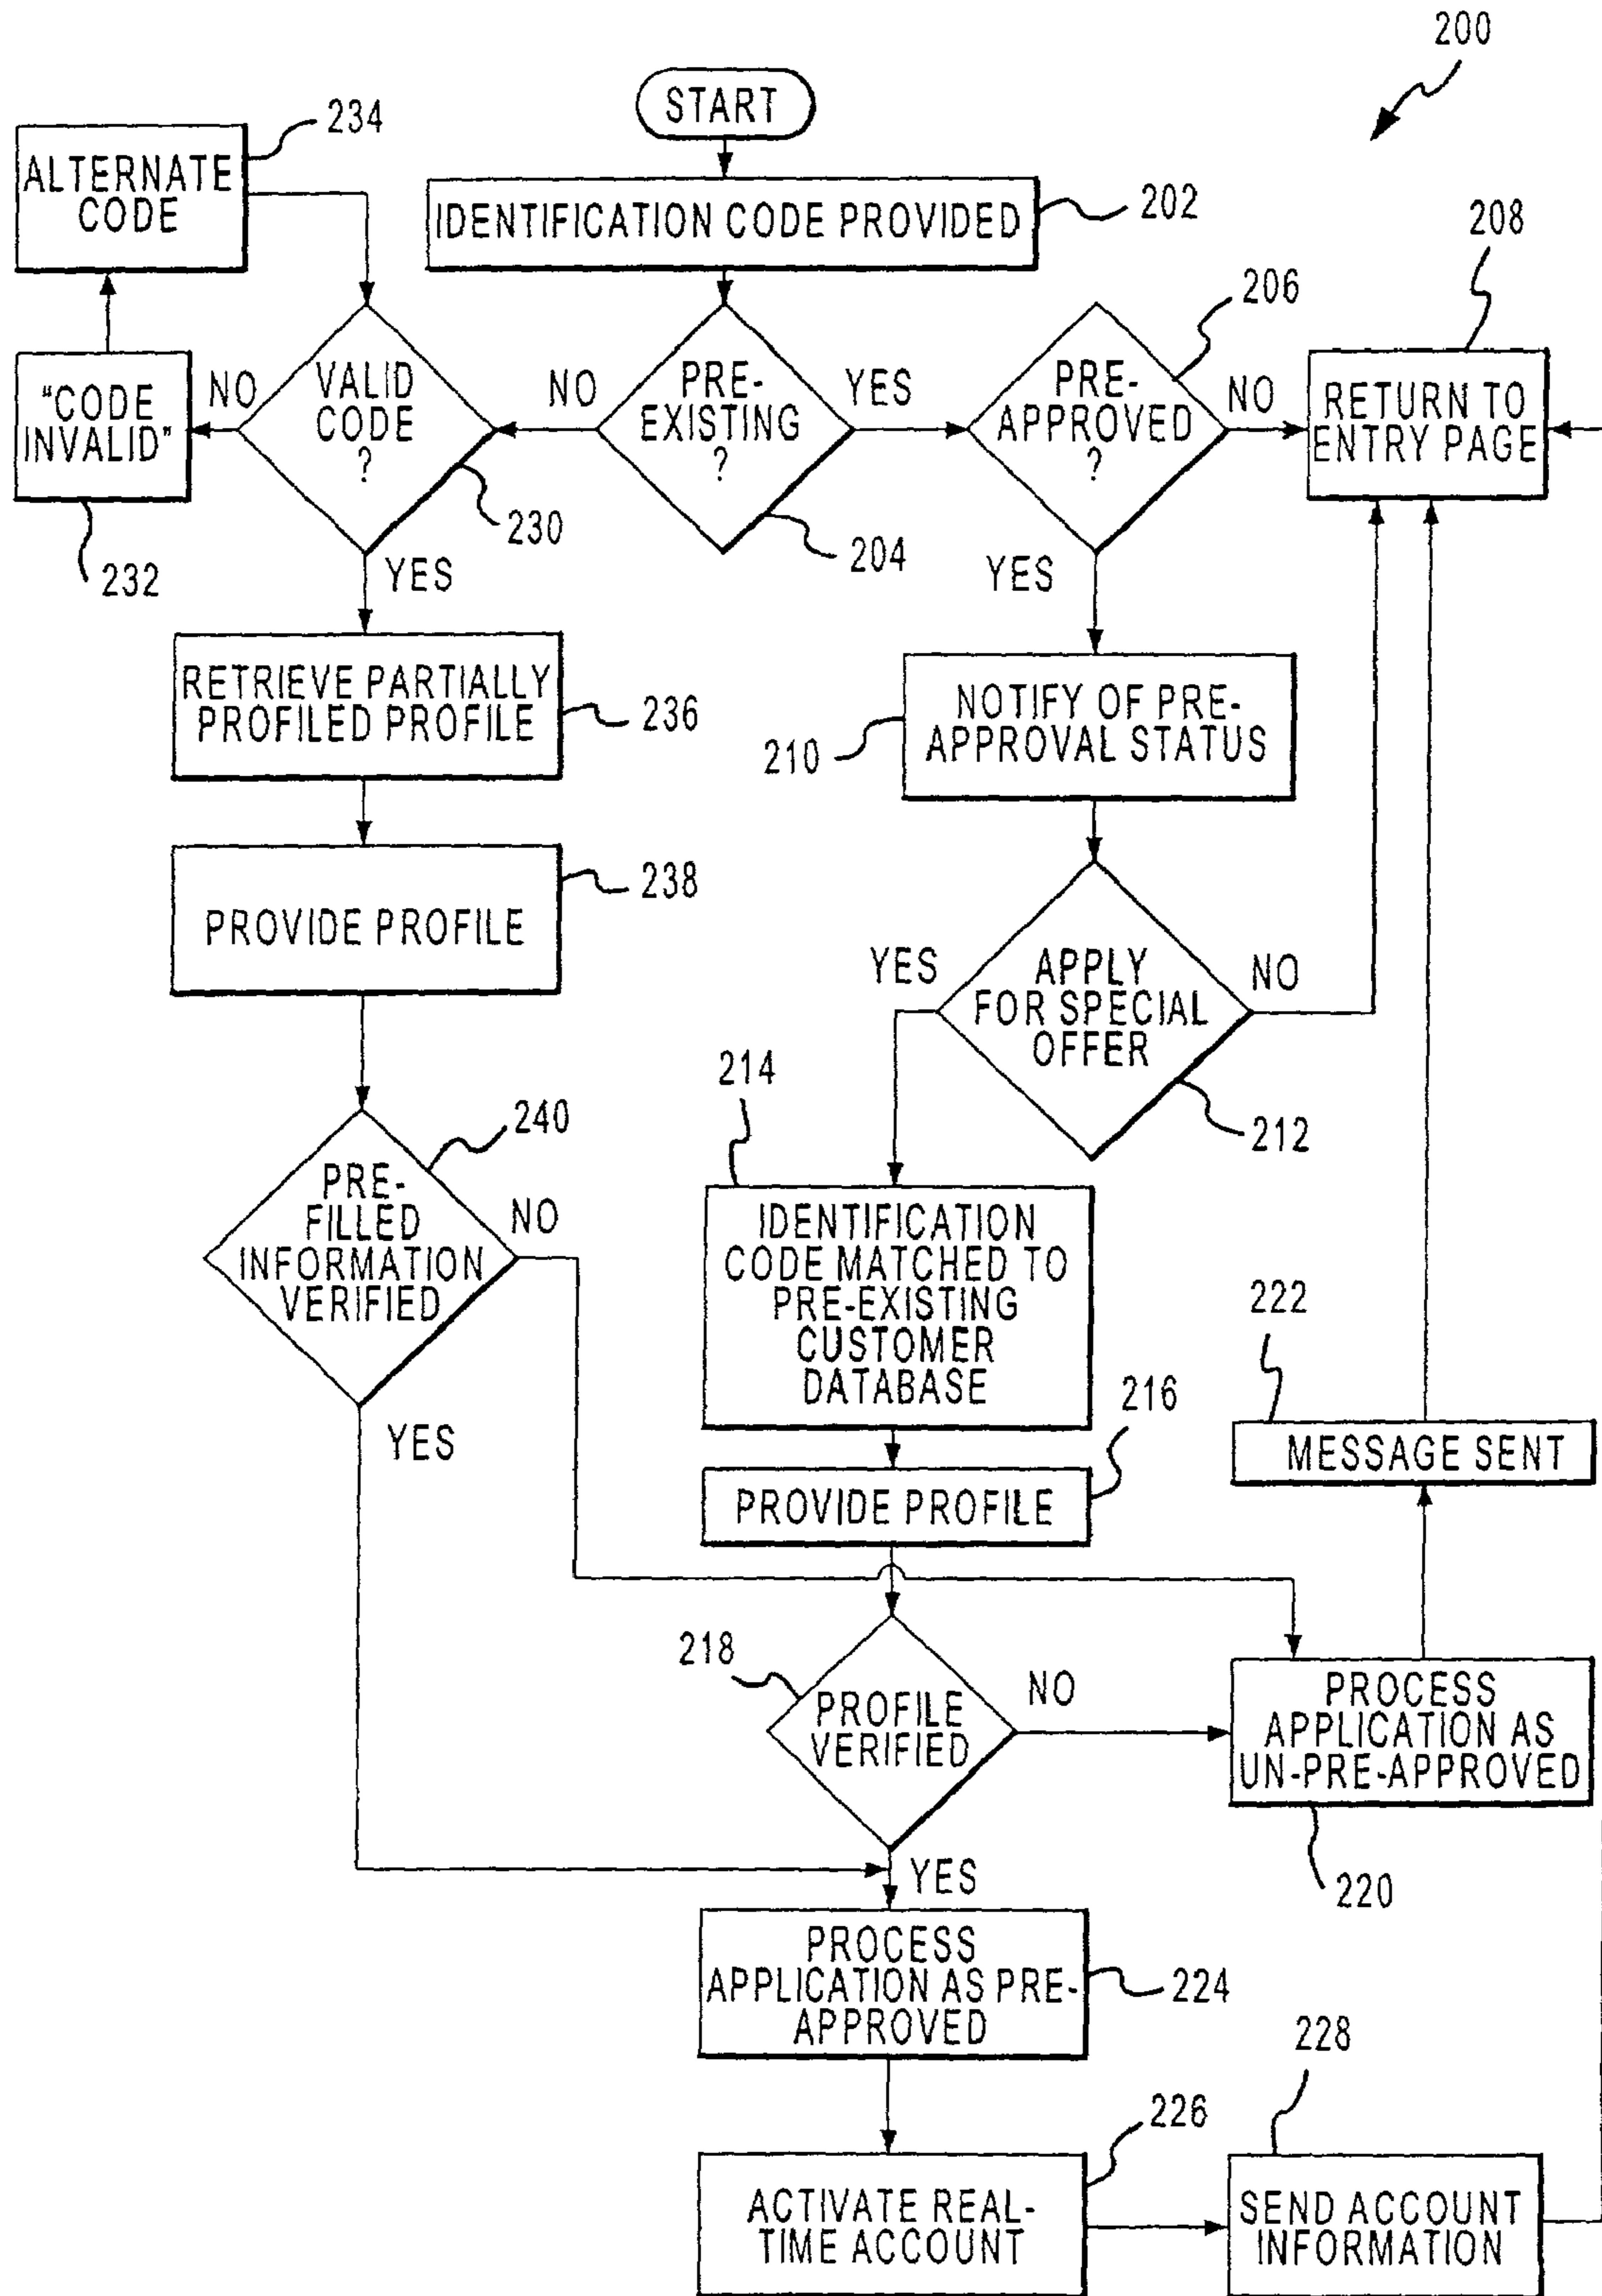 200
START
234
ALTERNATE
CODE
IDENTIFICATION CODE PROVIDED
202
208
206
"CODE
INVALID"
NO
VALID
CODE
?
NO
PRE-
EXISTING
?
YES
PRE-
APPROVED
?
NO
RETURN TO
ENTRY PAGE
232
230
YES
204
YES
RETRIEVE PARTIALLY
PROFILED PROFILE
236
NOTIFY OF PRE-
APPROVAL STATUS
210
PROVIDE PROFILE
238
YES
APPLY
FOR SPECIAL
OFFER
NO
212
214
240
PRE-
FILLED
INFORMATION
VERIFIED
NO
YES
IDENTIFICATION
CODE MATCHED TO
PRE-EXISTING
CUSTOMER
DATABASE
216
PROVIDE PROFILE
222
MESSAGE SENT
218
PROFILE
VERIFIED
NO
YES
PROCESS
APPLICATION AS
UN-PRE-APPROVED
220
PROCESS
APPLICATION AS PRE-
APPROVED
224
228
226
ACTIVATE REAL-
TIME ACCOUNT
SEND ACCOUNT
INFORMATION